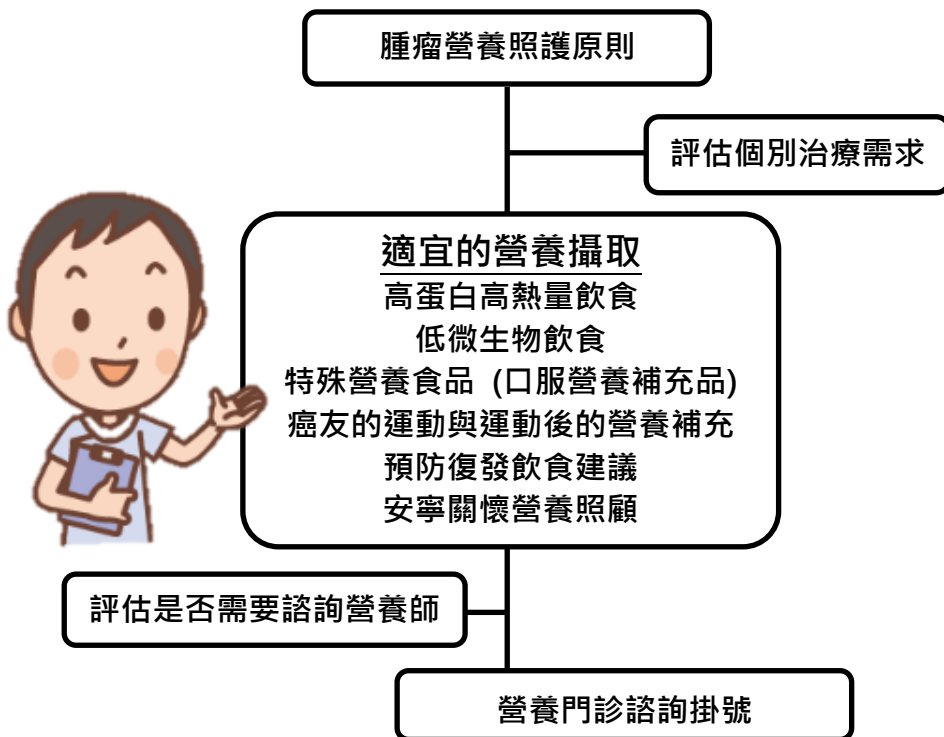 腫瘤營養照護原則
評估個別治療需求
適宜的營養攝取
高蛋白高熱量飲食
低微生物飲食
特殊營養食品 (口服營養補充品)
癌友的運動與運動後的營養補充
預防復發飲食建議
安寧關懷營養照顧
評估是否需要諮詢營養師
營養門診諮詢掛號